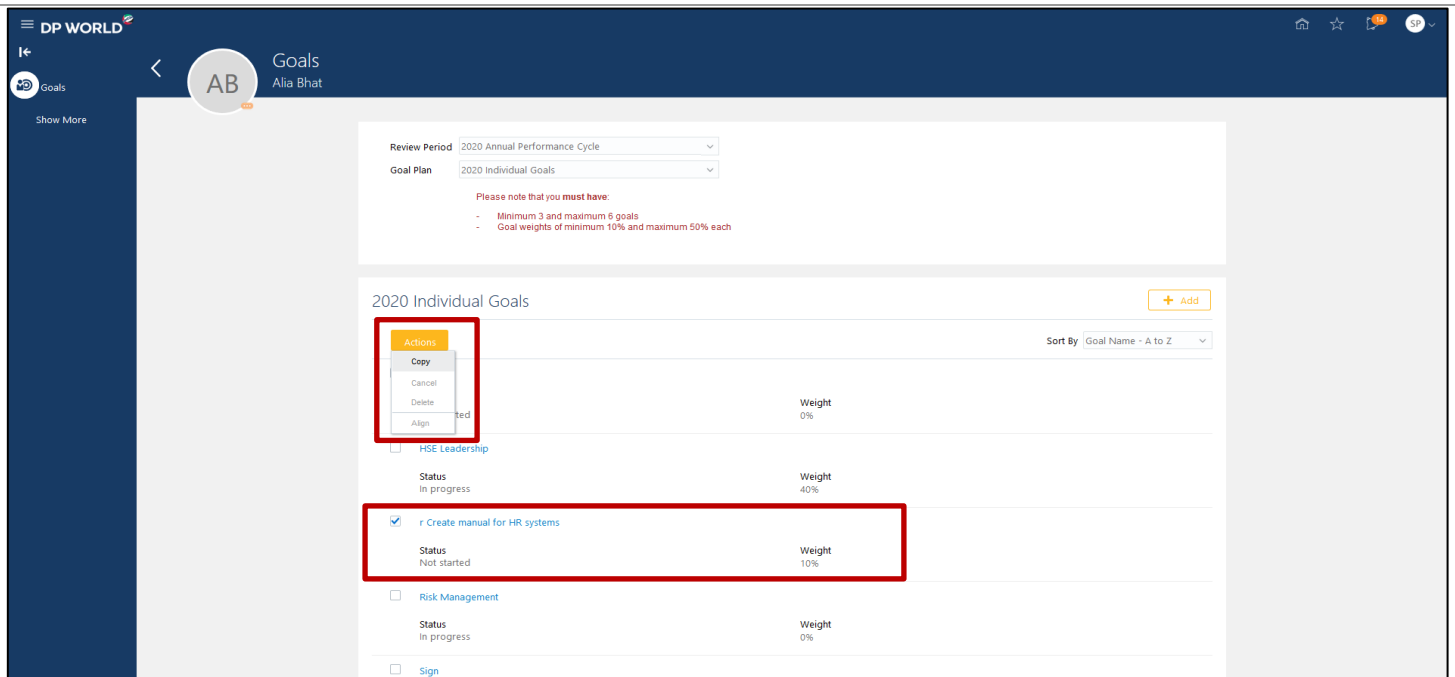 DP WORLD
14
SP
Goals
AB
Goals
Alia Bhat
Show More
Review Period 2020 Annual Performance Cycle
Goal Plan 2020 Individual Goals
Please note that you must have:
- Minimum 3 and maximum 6 goals
- Goal weights of minimum 10% and maximum 50% each
2020 Individual Goals
+ Add
Actions
Sort By Goal Name - A to Z
Copy
Cancel
Delete
Align
Weight
0%
HSE Leadership
Status Weight
In progress 40%
r Create manual for HR systems
Status Weight
Not started 10%
Risk Management
Status Weight
In progress 0%
Sign